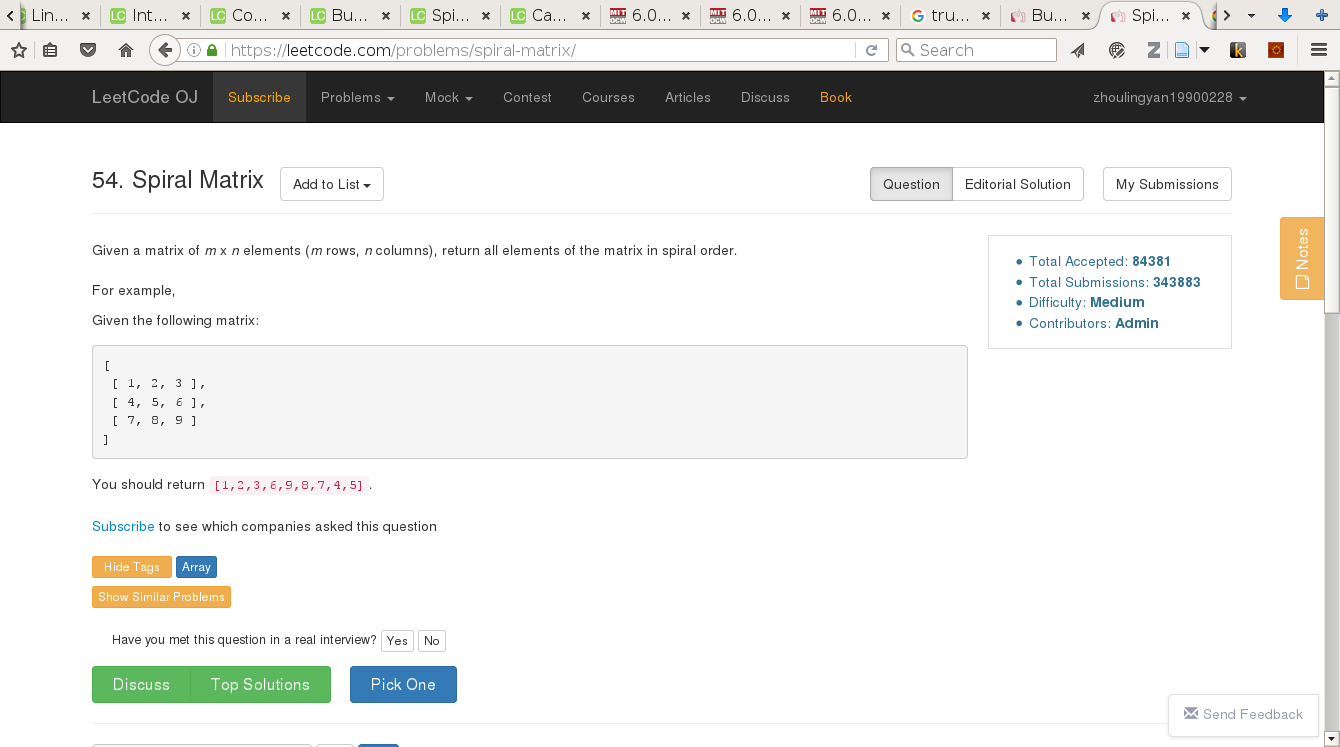 Lin... Int... Co... Bu... Spi... Ca... 6.0... 6.0... 6.0... tru... Bu... Spi...
https://leetcode.com/problems/spiral-matrix/ Search
LeetCode OJ Subscribe Problems Mock Contest Courses Articles Discuss Book zhoulingyan19900228
54. Spiral Matrix Add to List Question Editorial Solution My Submissions
Given a matrix of m x n elements (m rows, n columns), return all elements of the matrix in spiral order.
Total Accepted: 84381
Total Submissions: 343883
Difficulty: Medium
Contributors: Admin
Notes
For example,
Given the following matrix:
[
[ 1, 2, 3 ],
[ 4, 5, 6 ],
[ 7, 8, 9 ]
]
You should return [1,2,3,6,9,8,7,4,5].
Subscribe to see which companies asked this question
Hide Tags Array
Show Similar Problems
Have you met this question in a real interview? Yes No
Discuss Top Solutions Pick One
Send Feedback